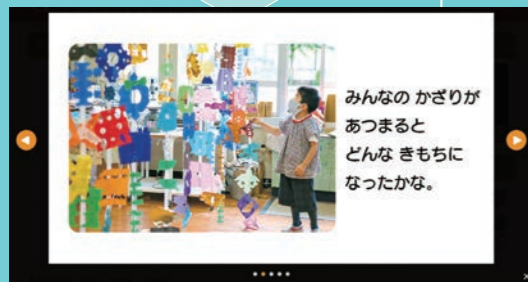 みんなの かざりが
あつまると
どんな きもちに
なったかな。